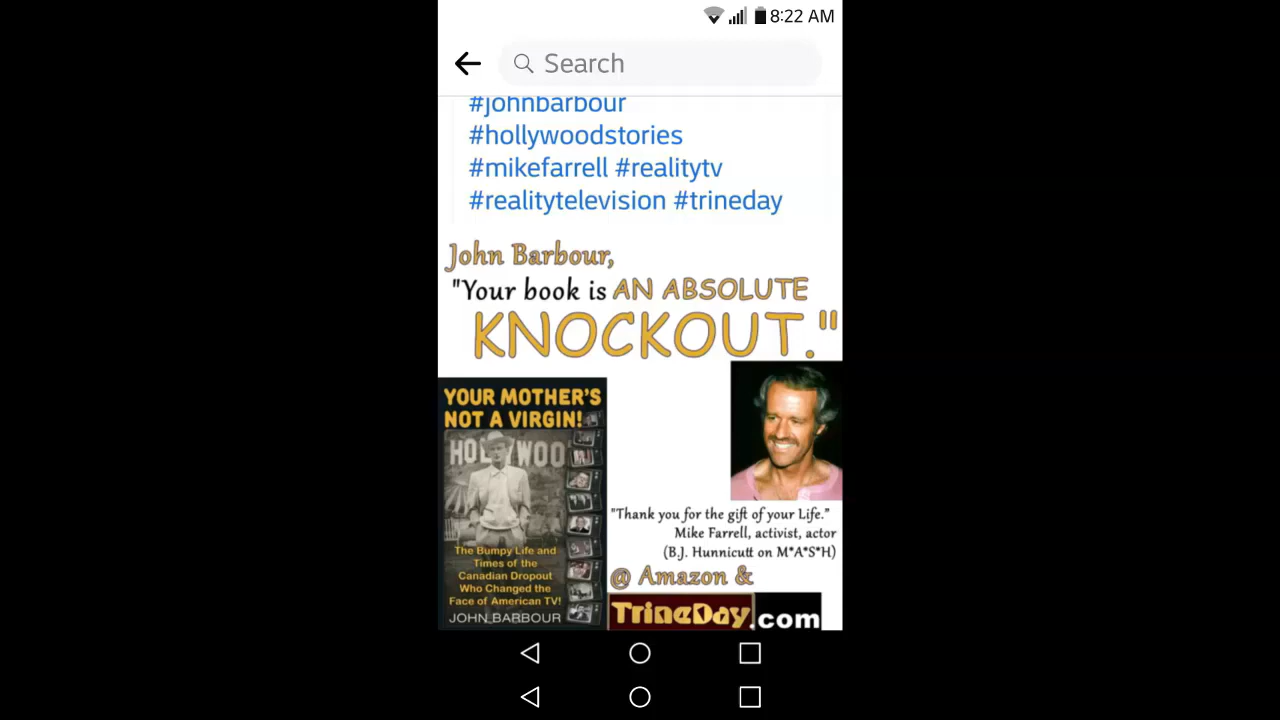 8:22 AM
Search
#johnbarbour
#hollywoodstories
#mikefarrell #realitytv
#realitytelevision #trineday
John Barbour,
"Your book is AN ABSOLUTE
KNOCKOUT."
YOUR MOTHER'S
NOT A VIRGIN!
HOLLYWOO
The Bumpy Life and
Times of the
Canadian Dropout
Who Changed the
Face of American TV!
JOHN BARBOUR
"Thank you for the gift of your Life."
Mike Farrell, activist, actor
(B.J. Hunnicutt on M*A*S*H)
@ Amazon &
TrineDay.com